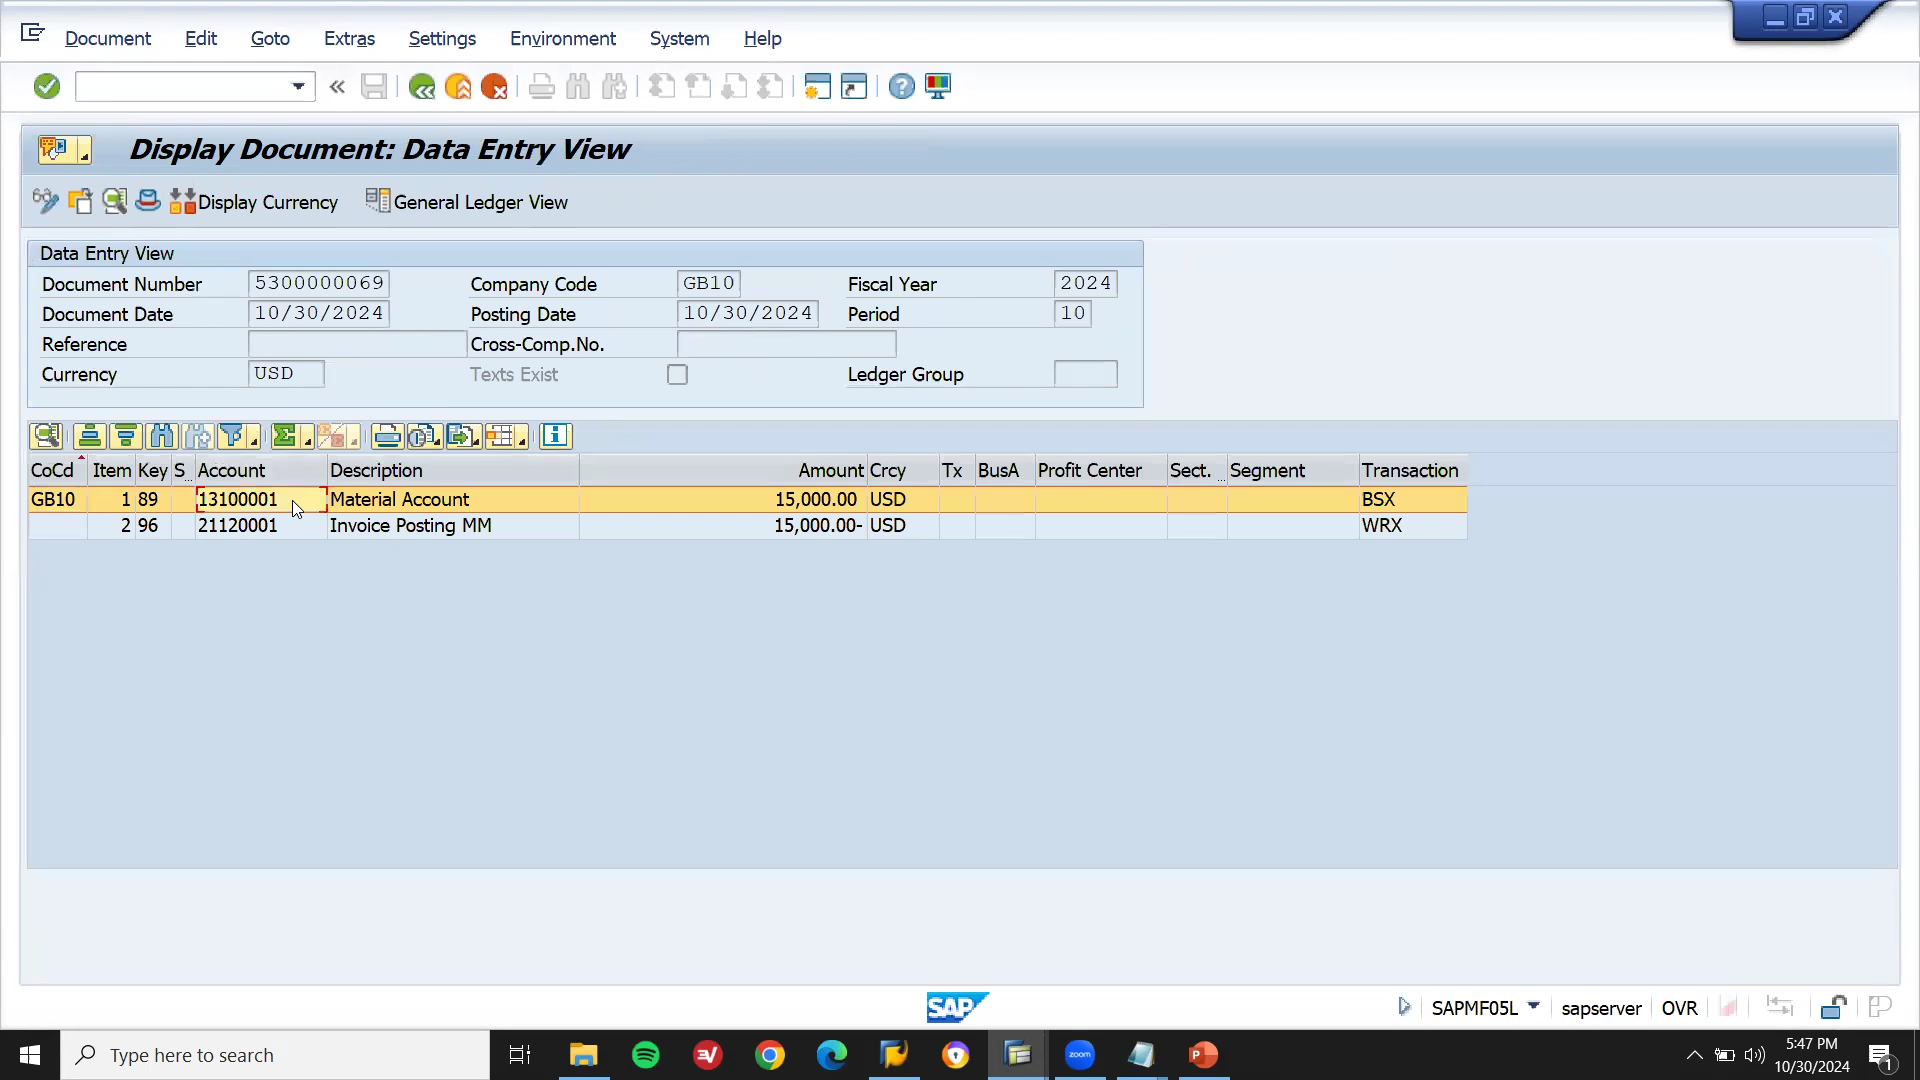 Document Edit Goto Extras Settings Environment System Help
Display Document: Data Entry View
Display Currency General Ledger View
Data Entry View
Document Number 5300000069 Company Code GB10 Fiscal Year 2024
Document Date 10/30/2024 Posting Date 10/30/2024 Period 10
Reference Cross-Comp.No.
Currency USD Texts Exist Ledger Group
CoCd Item Key S... Account Description Amount Crcy Tx BusA Profit Center Sect. ... Segment Transaction
GB10 1 89 13100001 Material Account 15,000.00 USD BSX
2 96 21120001 Invoice Posting MM 15,000.00- USD WRX
SAP SAPMF05L sapserver OVR
Type here to search
EV
zoom
P
5:47 PM
10/30/2024
1